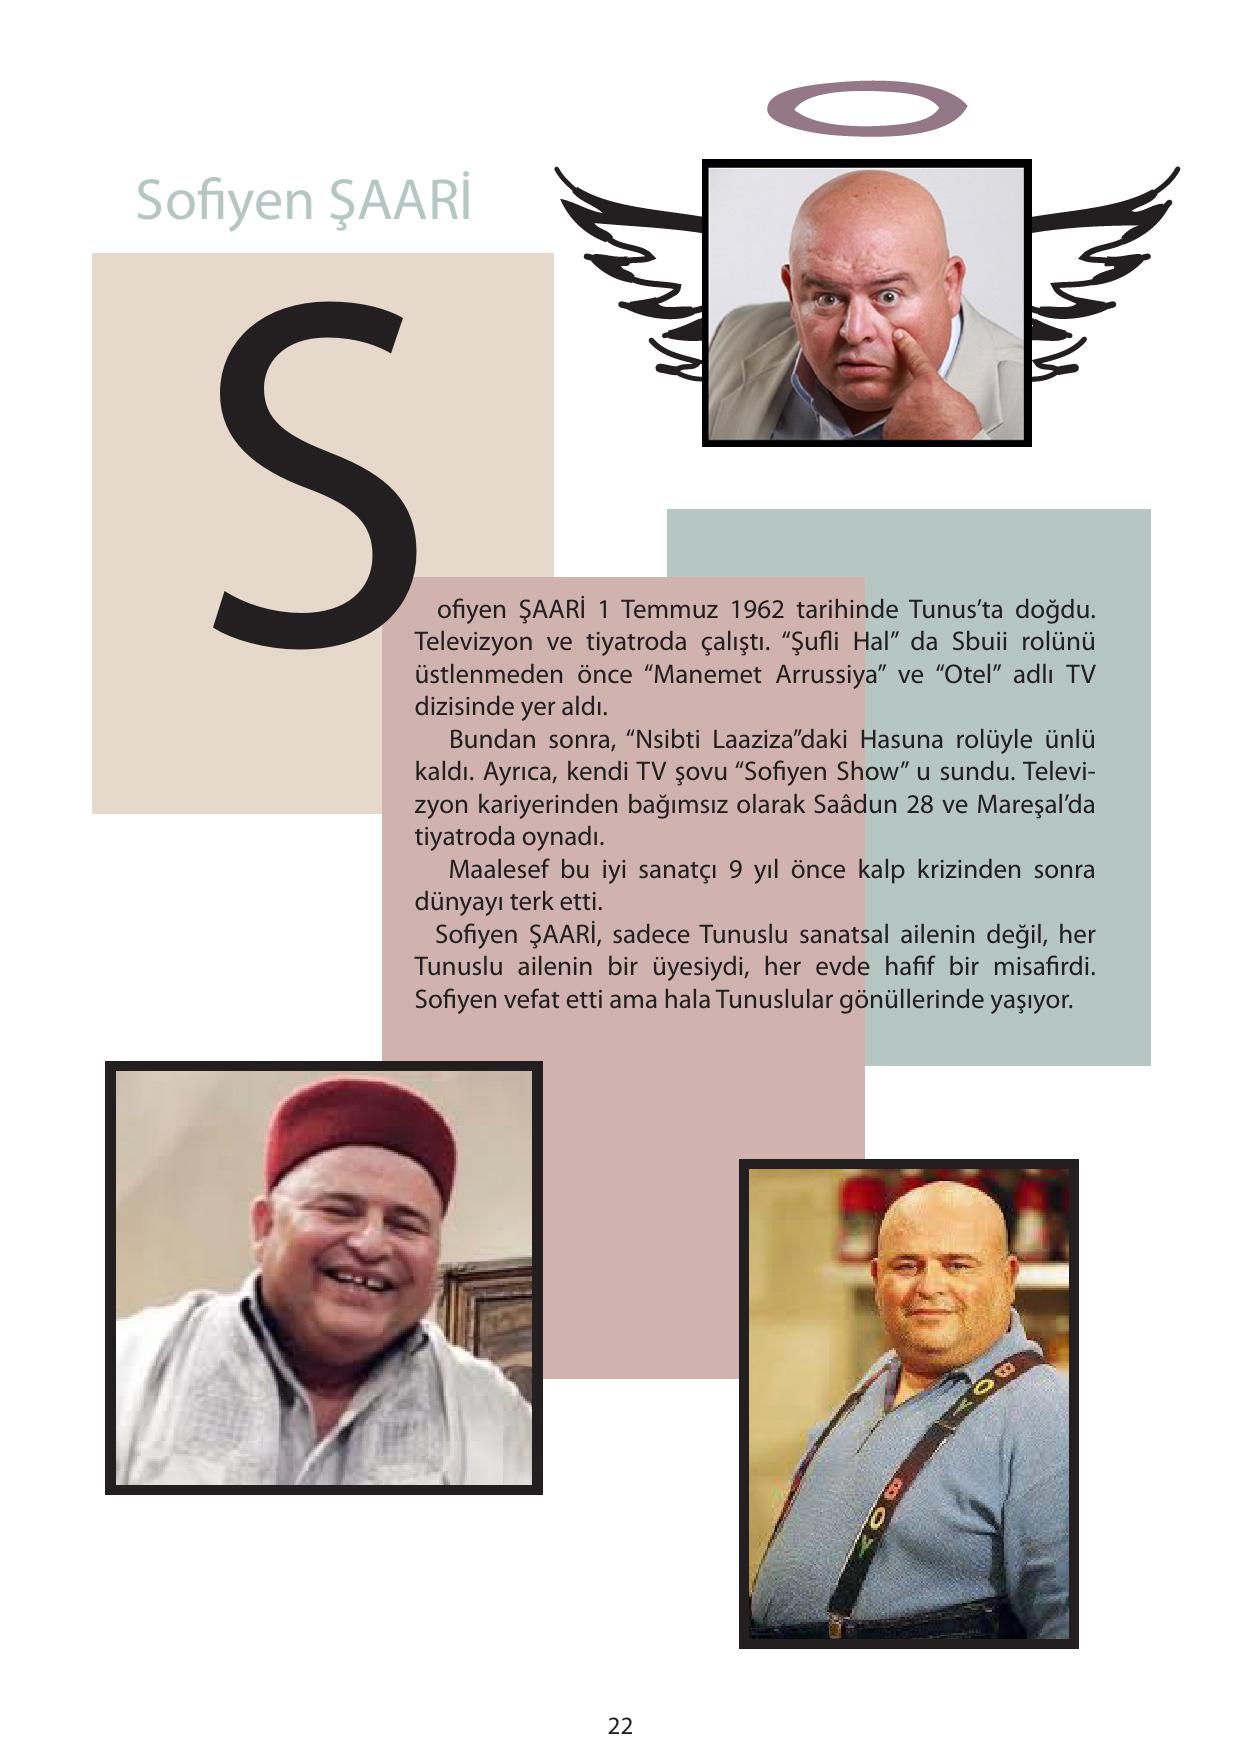 Sofiyen ŞAARİ
S
ofiyen ŞAARİ 1 Temmuz 1962 tarihinde Tunus’ta doğdu.
Televizyon ve tiyatroda çalıştı. “Şufli Hal” da Sbuii rolünü
üstlenmeden önce “Manemet Arrussiya” ve “Otel” adlı TV
dizisinde yer aldı.
Bundan sonra, “Nsibti Laaziza”daki Hasuna rolüyle ünlü
kaldı. Ayrıca, kendi TV şovu “Sofiyen Show” u sundu. Televi-
zyon kariyerinden bağımsız olarak Saâdun 28 ve Mareşal’da
tiyatroda oynadı.
Maalesef bu iyi sanatçı 9 yıl önce kalp krizinden sonra
dünyayı terk etti.
Sofiyen ŞAARİ, sadece Tunuslu sanatsal ailenin değil, her
Tunuslu ailenin bir üyesiydi, her evde hafif bir misafirdi.
Sofiyen vefat etti ama hala Tunuslular gönüllerinde yaşıyor.
BOY
BOY
22